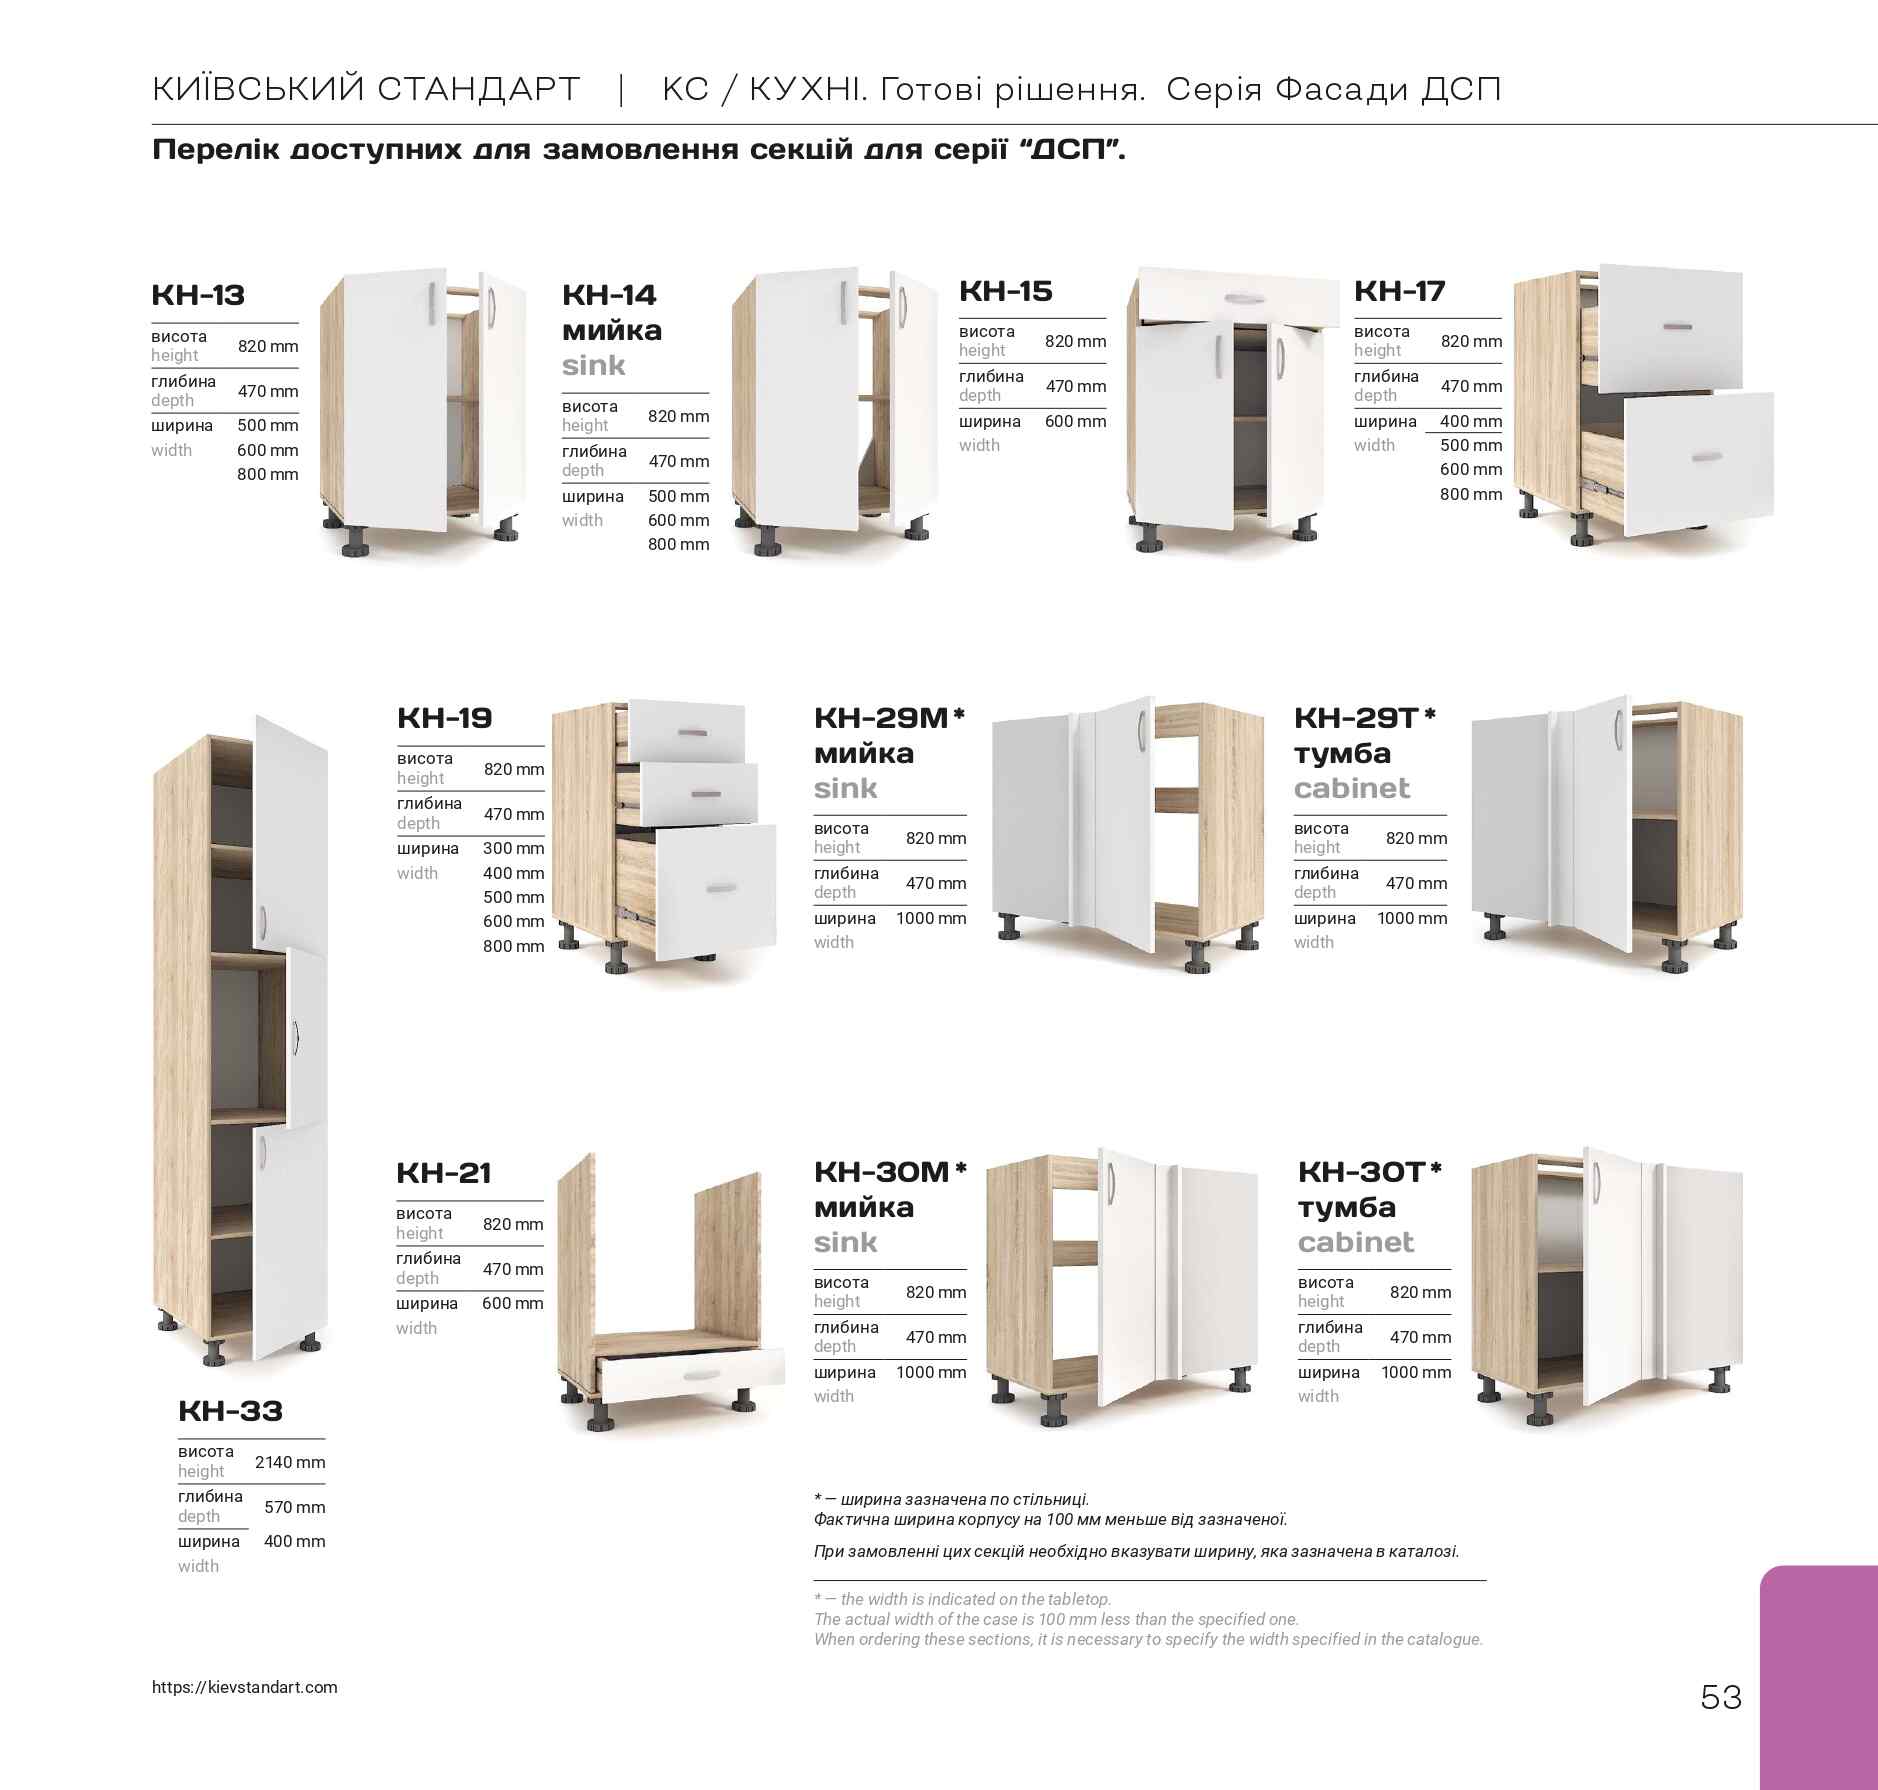 КИЇВСЬКИЙ СТАНДАРТ | КС / КУХНІ. Готові рішення. Серія Фасади ДСП
Перелік доступних для замовлення секцій для серії “ДСП”.
КН-13
висота
height
820 mm
глибина
depth
470 mm
ширина 500 mm
width 600 mm
800 mm
КН-14
мийка
sink
висота
height
820 mm
глибина
depth
470 mm
ширина 500 mm
width 600 mm
800 mm
КН-15
висота
height
820 mm
глибина
depth
470 mm
ширина 600 mm
width
КН-17
висота
height
820 mm
глибина
depth
470 mm
ширина 400 mm
width 500 mm
600 mm
800 mm
КН-19
висота
height
820 mm
глибина
depth
470 mm
ширина 300 mm
width 400 mm
500 mm
600 mm
800 mm
КН-29М*
мийка
sink
висота
height
820 mm
глибина
depth
470 mm
ширина 1000 mm
width
КН-29Т*
тумба
cabinet
висота
height
820 mm
глибина
depth
470 mm
ширина 1000 mm
width
КН-21
висота
height
820 mm
глибина
depth
470 mm
ширина 600 mm
width
КН-30М*
мийка
sink
висота
height
820 mm
глибина
depth
470 mm
ширина 1000 mm
width
КН-30Т*
тумба
cabinet
висота
height
820 mm
глибина
depth
470 mm
ширина 1000 mm
width
КН-33
висота
height
2140 mm
глибина
depth
570 mm
ширина 400 mm
width
* — ширина зазначена по стільниці.
Фактична ширина корпусу на 100 мм меньше від зазначеної.
При замовленні цих секцій необхідно вказувати ширину, яка зазначена в каталозі.
* — the width is indicated on the tabletop.
The actual width of the case is 100 mm less than the specified one.
When ordering these sections, it is necessary to specify the width specified in the catalogue.
https://kievstandart.com
53